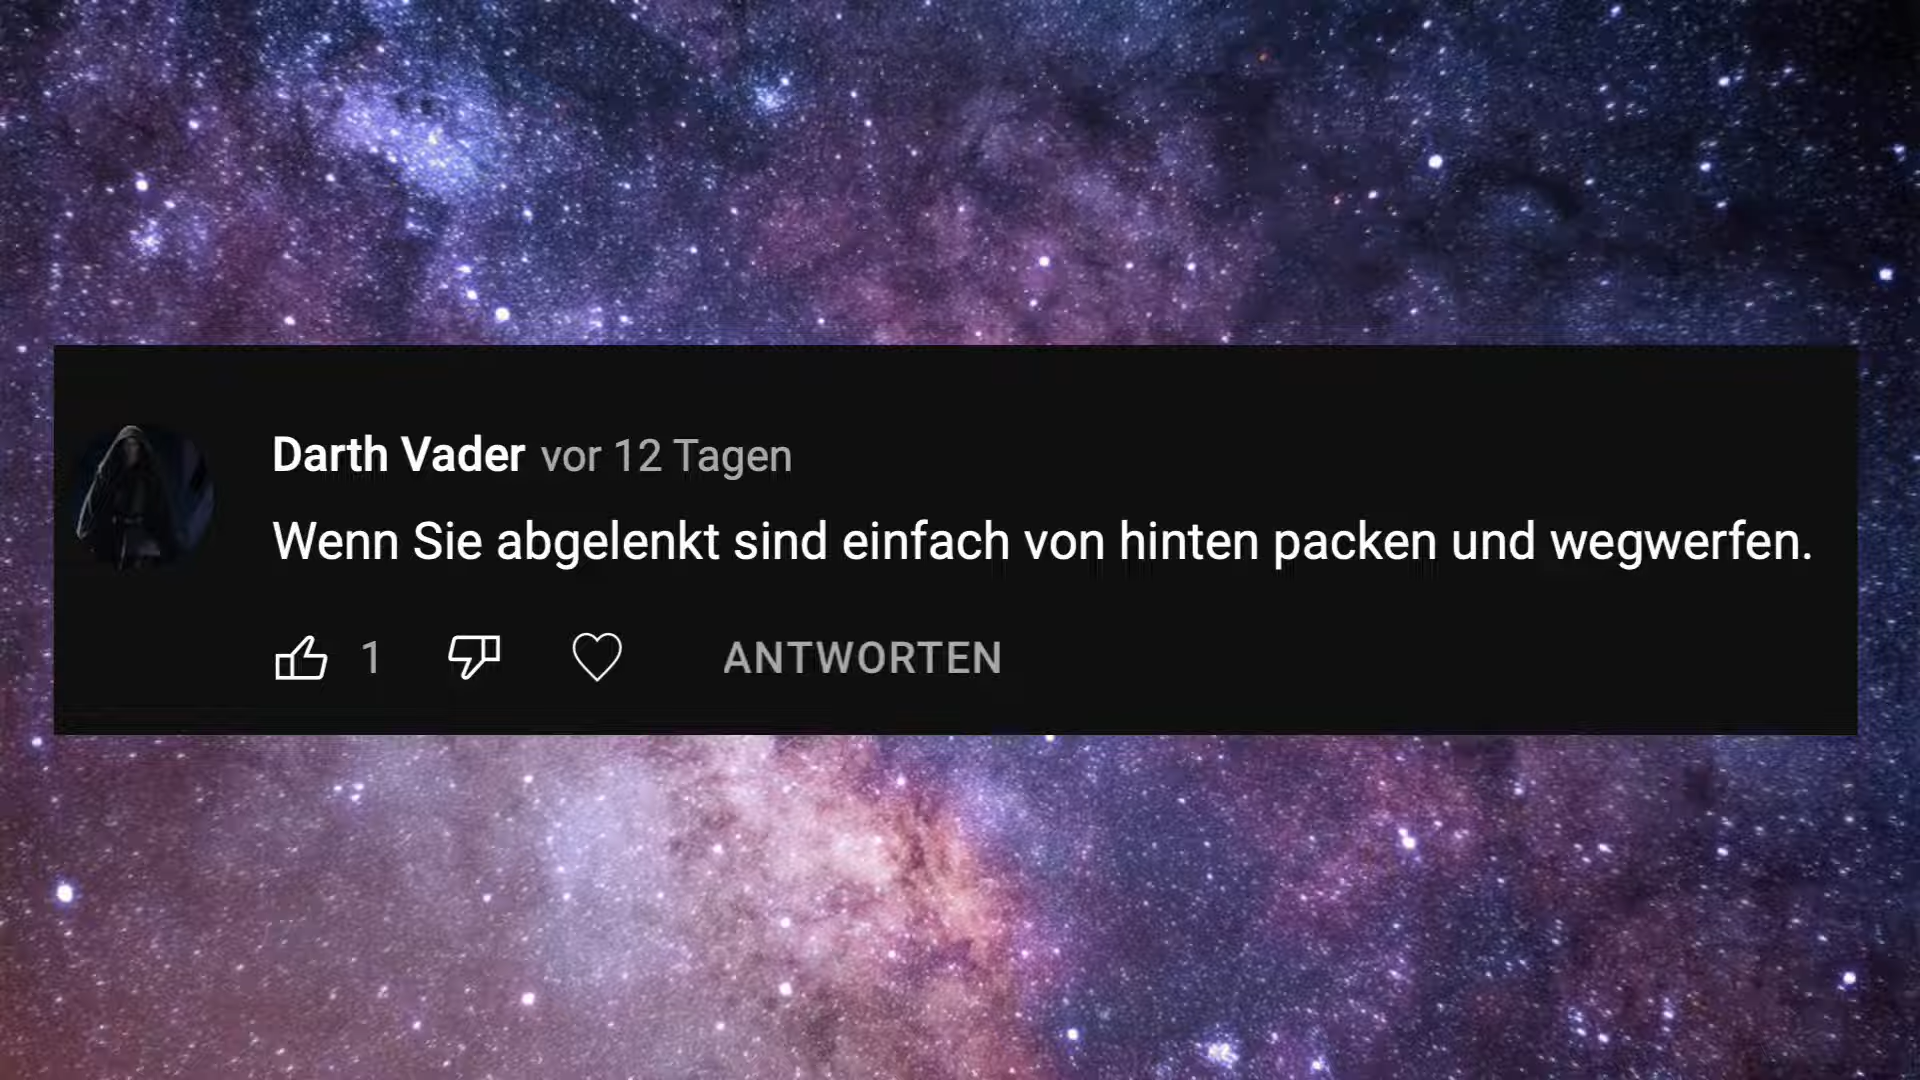 Darth Vader vor 12 Tagen
Wenn Sie abgelenkt sind einfach von hinten packen und wegwerfen.
1 ANTWORTEN